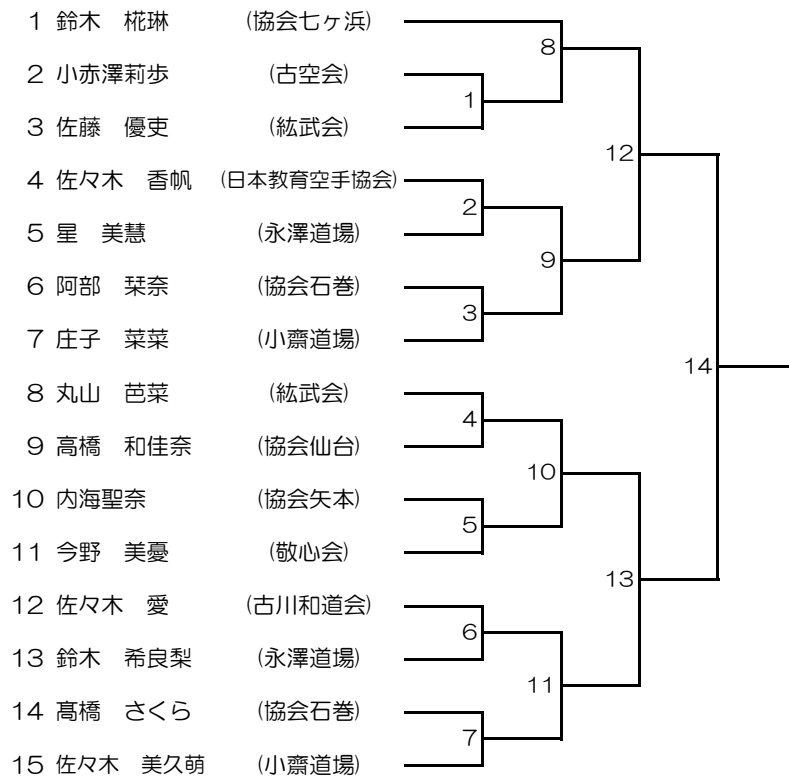 1 鈴木　椛琳　(協会七ヶ浜)
2 小赤澤莉歩　(古空会)
3 佐藤　優吏　(紘武会)
4 佐々木　香帆　(日本教育空手協会)
5 星　美慧　(永澤道場)
6 阿部　栞奈　(協会石巻)
7 庄子　菜菜　(小齋道場)
8 丸山　芭菜　(紘武会)
9 高橋　和佳奈　(協会仙台)
10 内海聖奈　(協会矢本)
11 今野　美憂　(敬心会)
12 佐々木　愛　(古川和道会)
13 鈴木　希良梨　(永澤道場)
14 髙橋　さくら　(協会石巻)
15 佐々木　美久萌　(小齋道場)
1
2
3
4
5
6
7
8
9
10
11
12
13
14